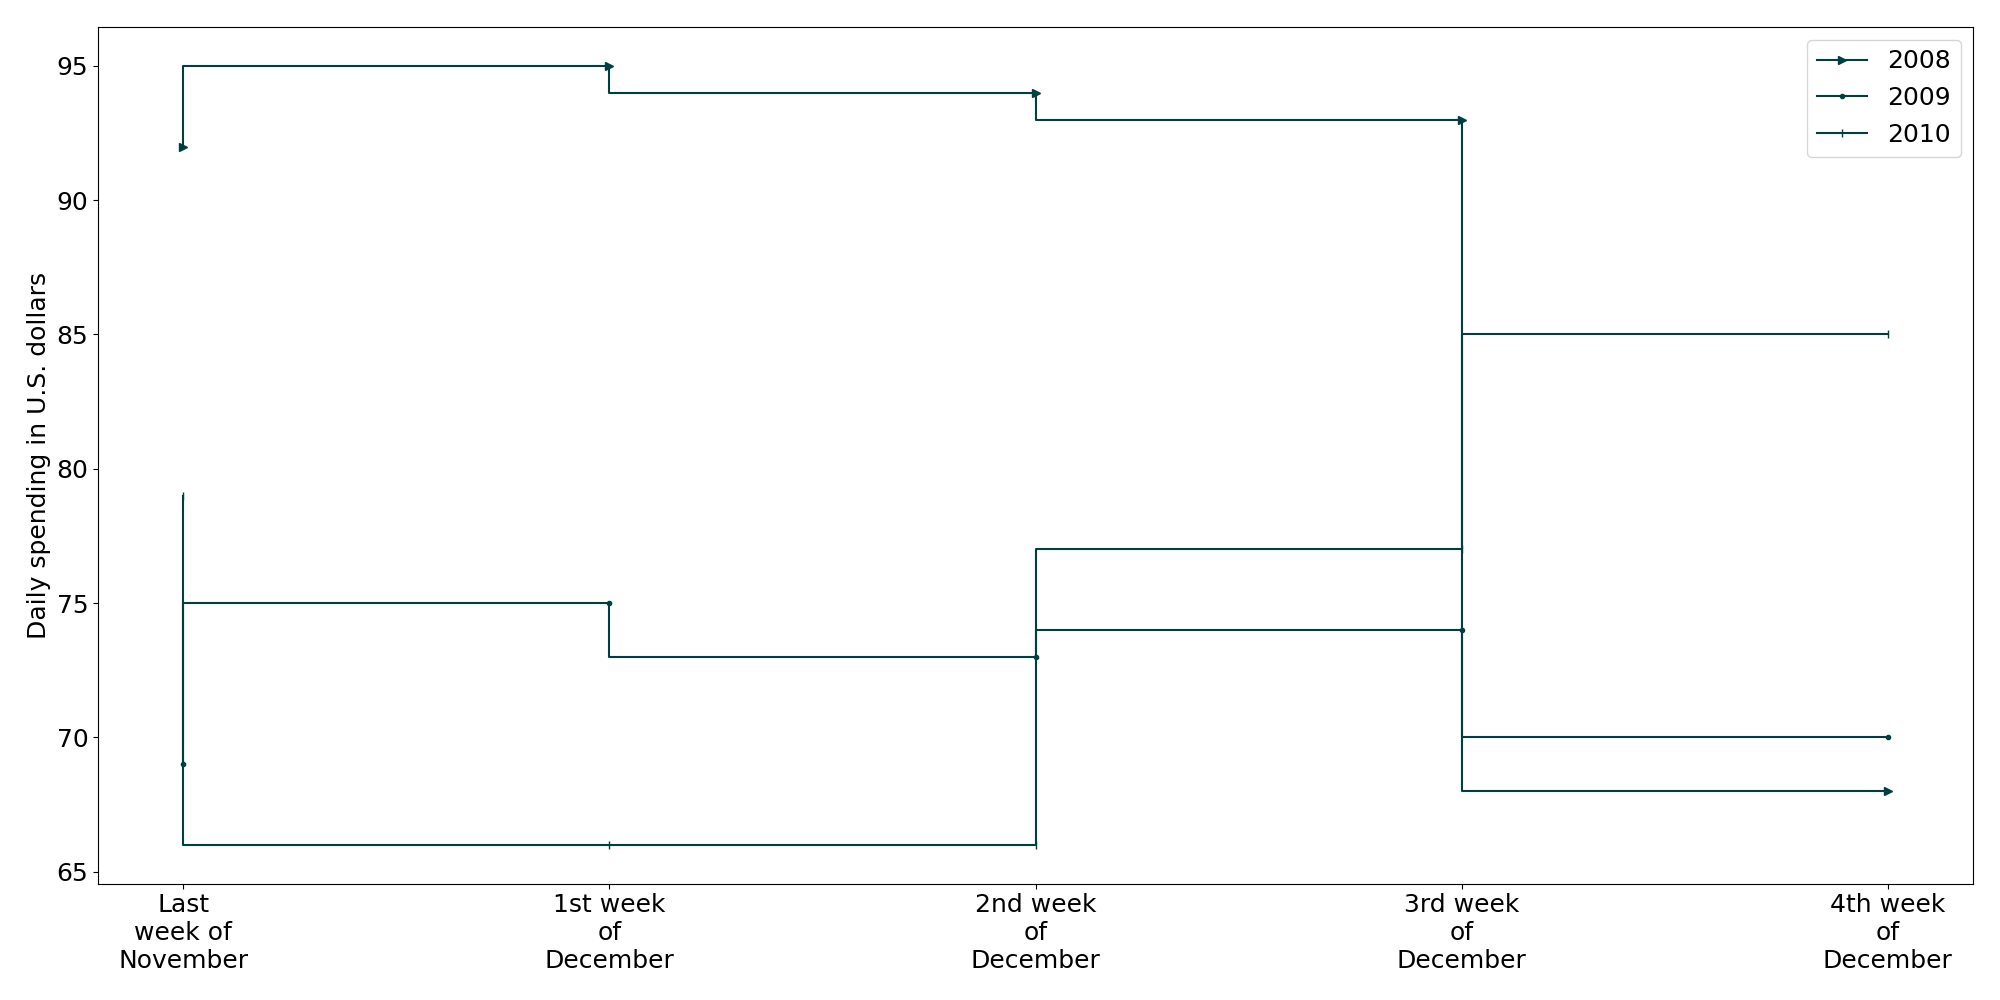 Daily spending in U.S. dollars
95
90
85
80
75
70
65
Last
week of
November
1st week
of
December
2nd week
of
December
3rd week
of
December
4th week
of
December
2008
2009
2010